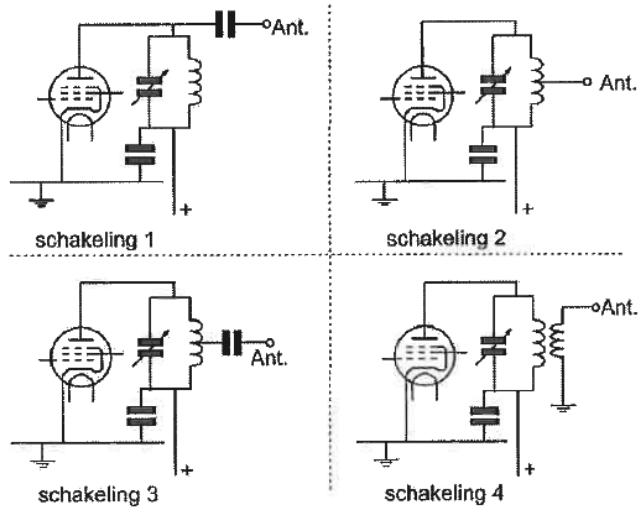 Ant.
+
schakeling 1
Ant.
+
schakeling 2
Ant.
+
schakeling 3
Ant.
+
schakeling 4